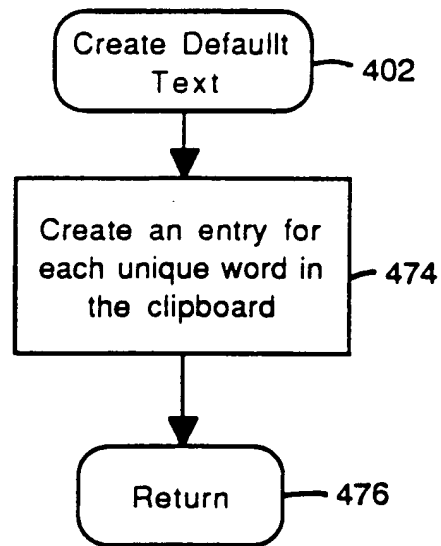 Create Defaullt
Text
402
Create an entry for
each unique word in
the clipboard
474
Return
476